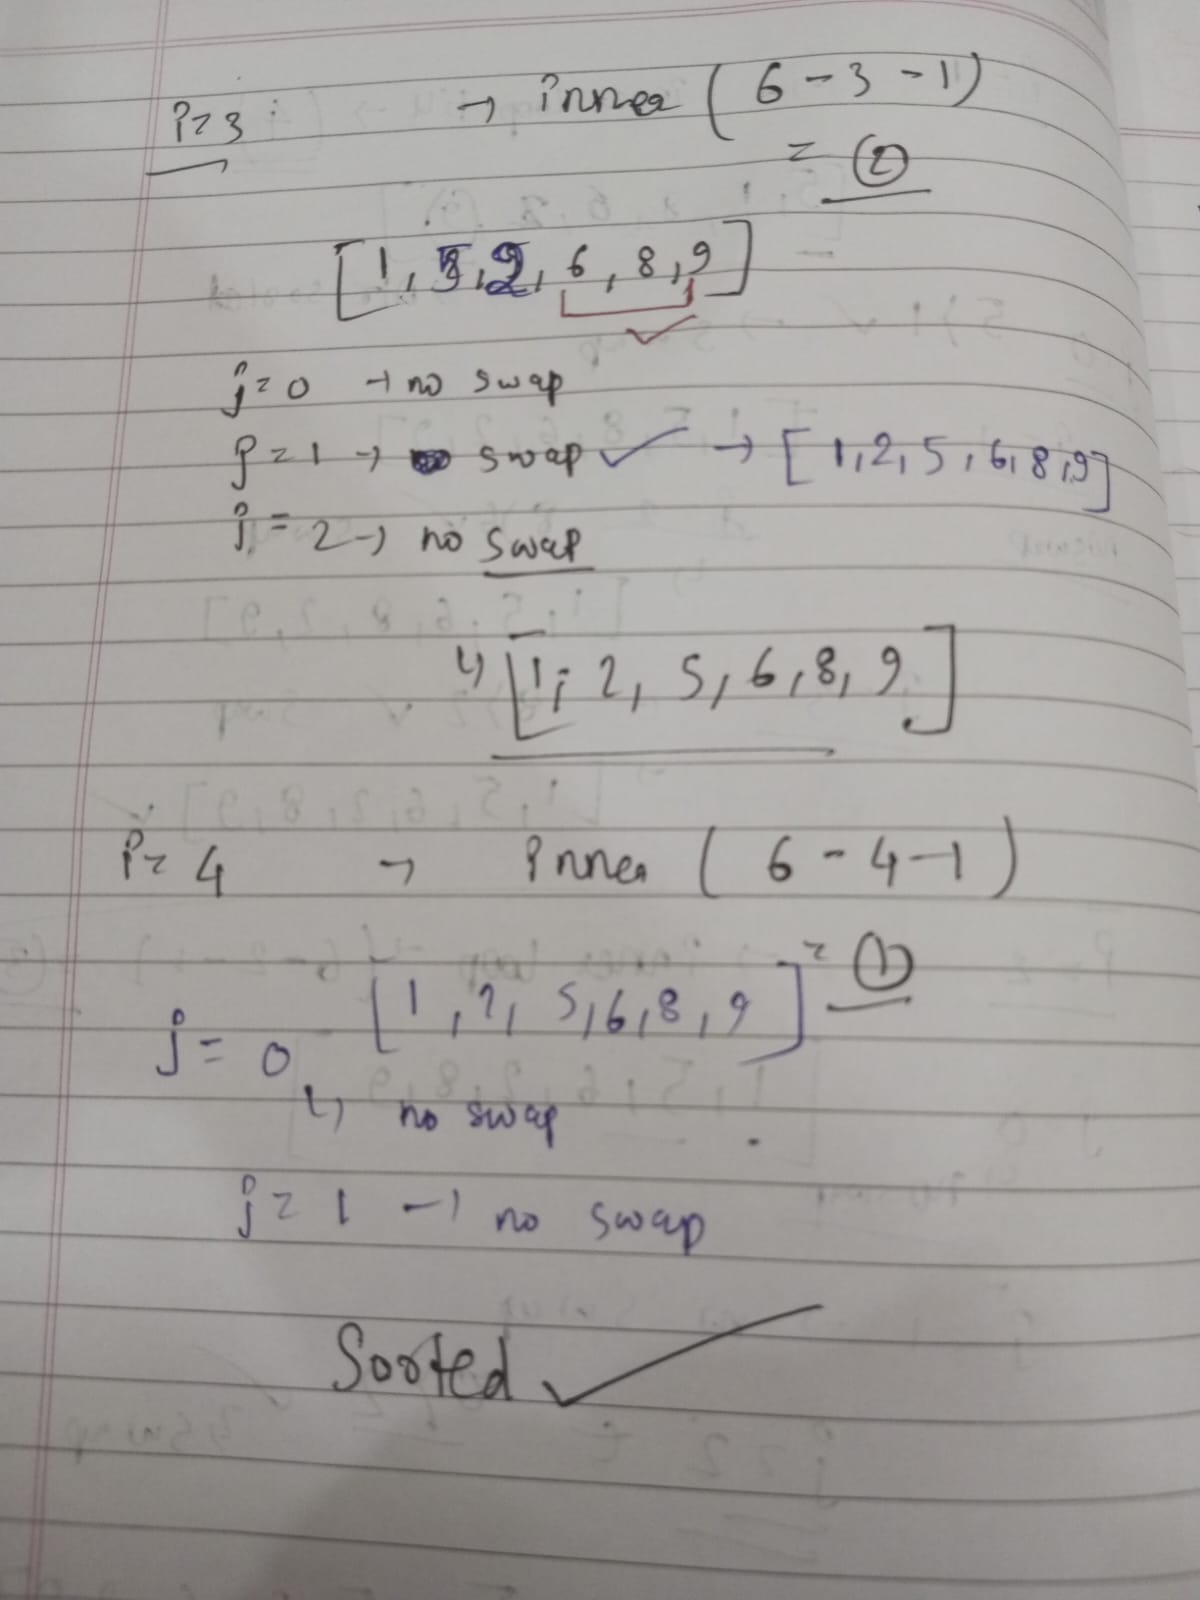 i=3 → inner (6-3-1)
= 2
[1, 5, 2, 6, 8, 9]
j=0 → no swap
j=1 → swap ✓ → [1,2,5,6,8,9]
j=2 → no swap
↳ [1, 2, 5, 6, 8, 9]
i=4 → inner (6-4-1)
= 1
[1, 2, 5, 6, 8, 9]
j=0
↳ no swap
j=1 → no swap
Sorted ✓